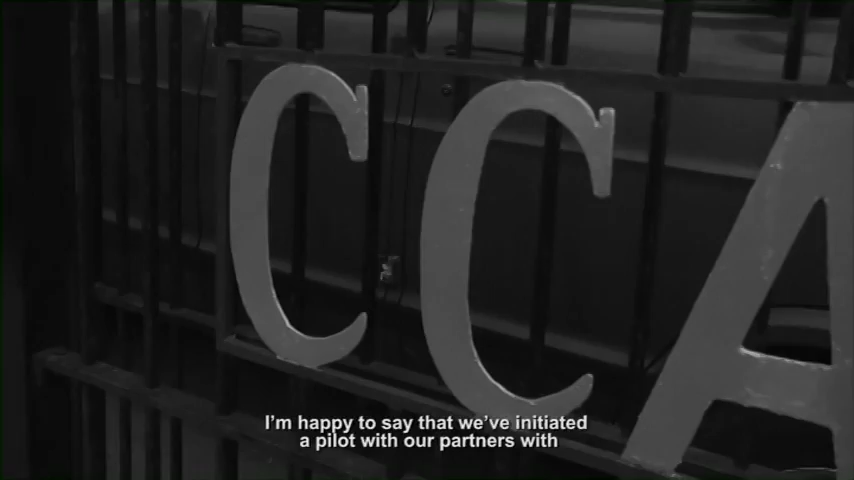 CCA
I'm happy to say that we've initiated
a pilot with our partners with